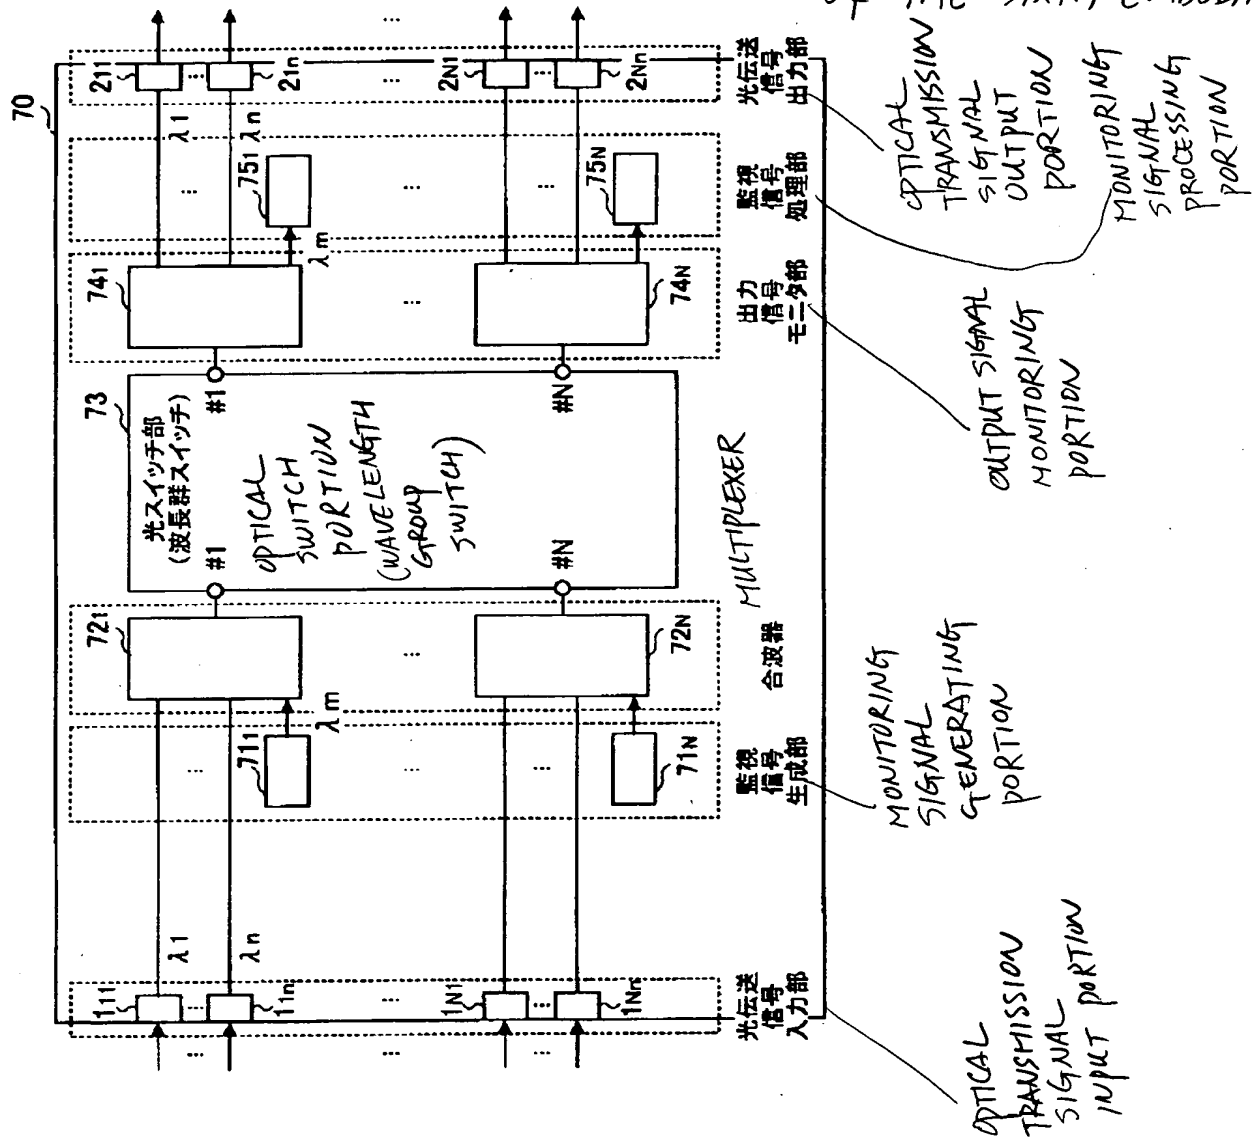 OF THE SIXTH
70
111
11n
1N1
1Nn
λ1
λn
光伝送
信号
入力部
OPTICAL
TRANSMISSION
SIGNAL
INPUT PORTION
711
71N
λm
監視
信号
生成部
MONITORING
SIGNAL
GENERATING
PORTION
721
72N
合波器
MULTIPLEXER
73
光スイッチ部
(波長群スイッチ)
#1
#1
OPTICAL
SWITCH
PORTION
(WAVELENGTH
GROUP
SWITCH)
#N
#N
741
74N
出力
信号
モニタ部
OUTPUT SIGNAL
MONITORING
PORTION
λm
751
75N
監視
信号
処理部
MONITORING
SIGNAL
PROCESSING
PORTION
λ1
λn
211
21n
2N1
2Nn
光伝送
信号
出力部
OPTICAL
TRANSMISSION
SIGNAL
OUTPUT
PORTION